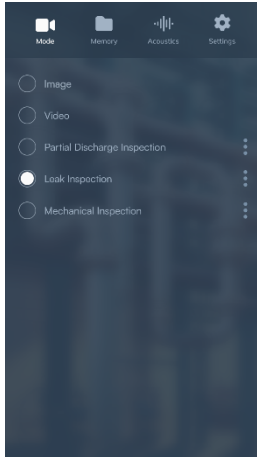 Mode Memory Acoustics Settings
Image
Video
Partial Discharge Inspection
Leak Inspection
Mechanical Inspection